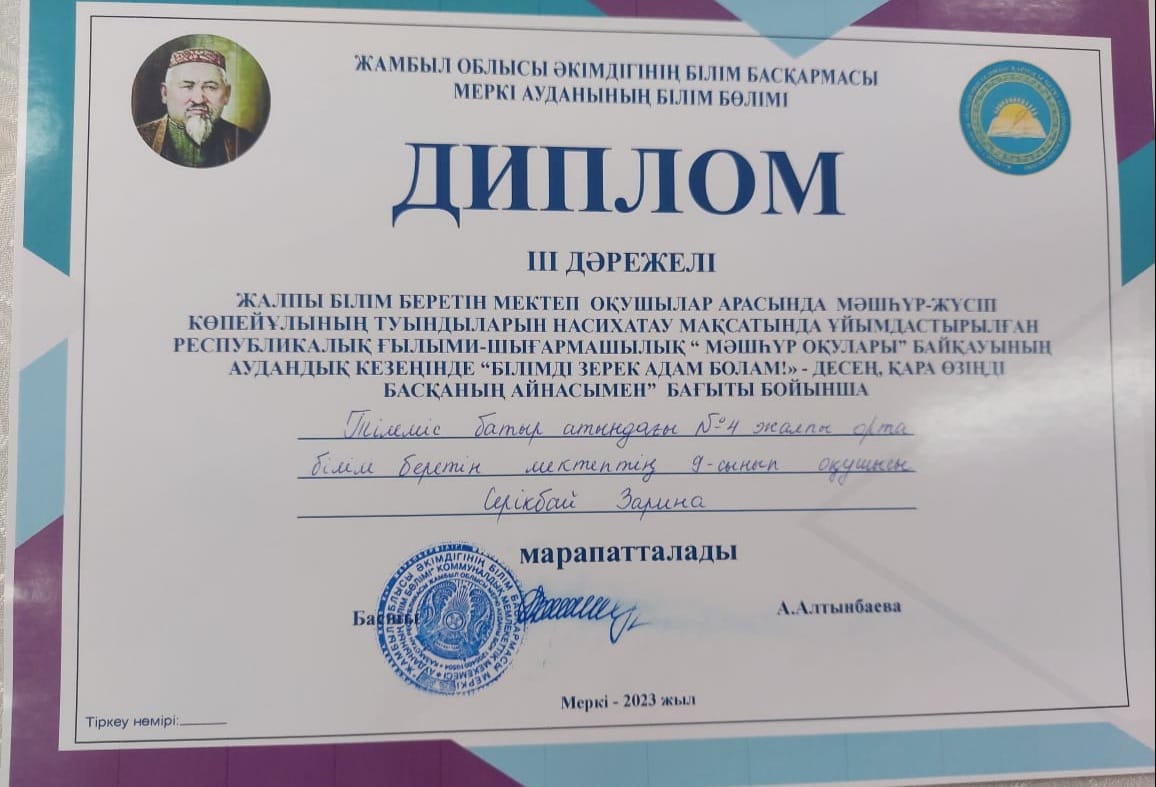 ЖАМБЫЛ ОБЛЫСЫ ӘКІМДІГІНІҢ БІЛІМ БАСҚАРМАСЫ
МЕРКІ АУДАНЫНЫҢ БІЛІМ БӨЛІМІ
ДИПЛОМ
ІІІ ДӘРЕЖЕЛІ
ЖАЛПЫ БІЛІМ БЕРЕТІН МЕКТЕП ОҚУШЫЛАР АРАСЫНДА МӘШҺҮР-ЖҮСІП
КӨПЕЙҰЛЫНЫҢ ТУЫНДЫЛАРЫН НАСИХАТАУ МАҚСАТЫНДА ҰЙЫМДАСТЫРЫЛҒАН
РЕСПУБЛИКАЛЫҚ ҒЫЛЫМИ-ШЫҒАРМАШЫЛЫҚ “ МӘШҺҮР ОҚУЛАРЫ” БАЙҚАУЫНЫҢ
АУДАНДЫҚ КЕЗЕҢІНДЕ “БІЛІМДІ ЗЕРЕК АДАМ БОЛАМ!» - ДЕСЕҢ, ҚАРА ӨЗІҢДІ
БАСҚАНЫҢ АЙНАСЫМЕН” БАҒЫТЫ БОЙЫНША
Тілеміс батыр атындағы №4 жалпы орта
білім беретін мектептің 9-сынып оқушысы
Серікбай Зарина
марапатталады
Басшы А.Алтынбаева
Меркі - 2023 жыл
Тіркеу нөмірі: